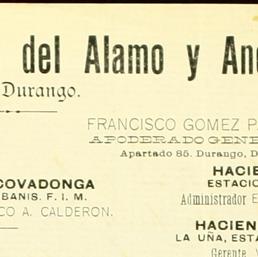 del Alamo y An
Durango.
FRANCISCO GOMEZ P
APODERADO GENE
Apartado 85. Durango, D
HACIE
COVADONGA
ESTACIO
BANIS. F. I. M.
Administrador E
CO A. CALDERON.
HACIEN
LA UÑA, ESTA
Gerente